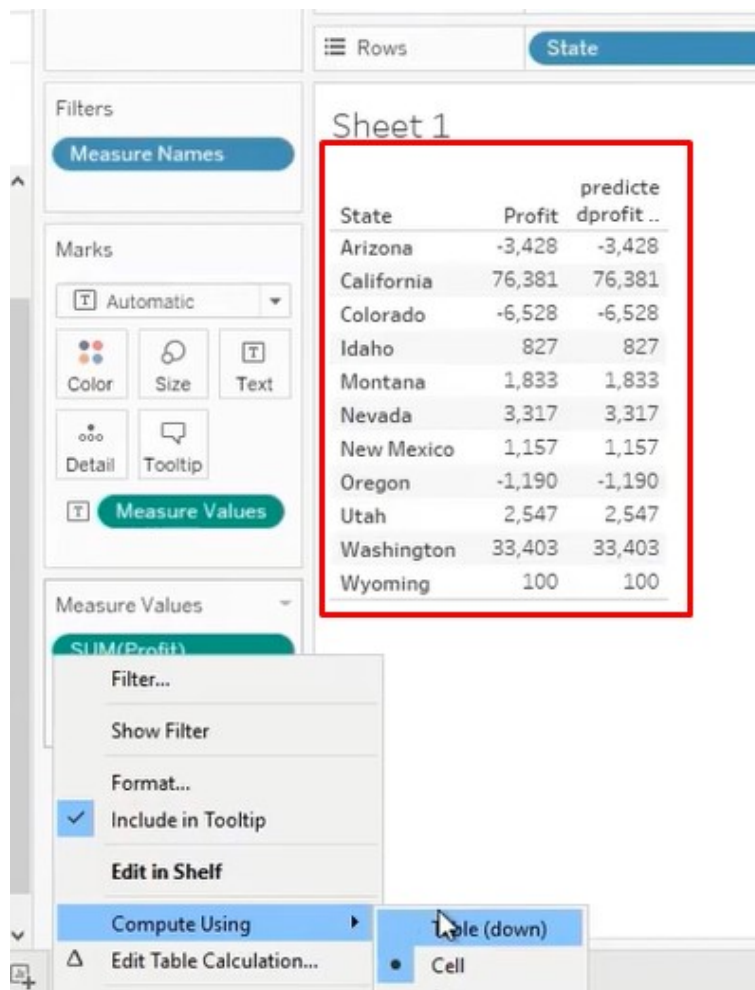 Rows
State
Filters
Measure Names
Marks
Automatic
Color
Size
Text
Detail
Tooltip
Measure Values
Measure Values
SUM(Profit)
Sheet 1
predicte
State Profit dprofit ..
Arizona -3,428 -3,428
California 76,381 76,381
Colorado -6,528 -6,528
Idaho 827 827
Montana 1,833 1,833
Nevada 3,317 3,317
New Mexico 1,157 1,157
Oregon -1,190 -1,190
Utah 2,547 2,547
Washington 33,403 33,403
Wyoming 100 100
Filter...
Show Filter
Format...
Include in Tooltip
Edit in Shelf
Compute Using
Edit Table Calculation...
Table (down)
Cell